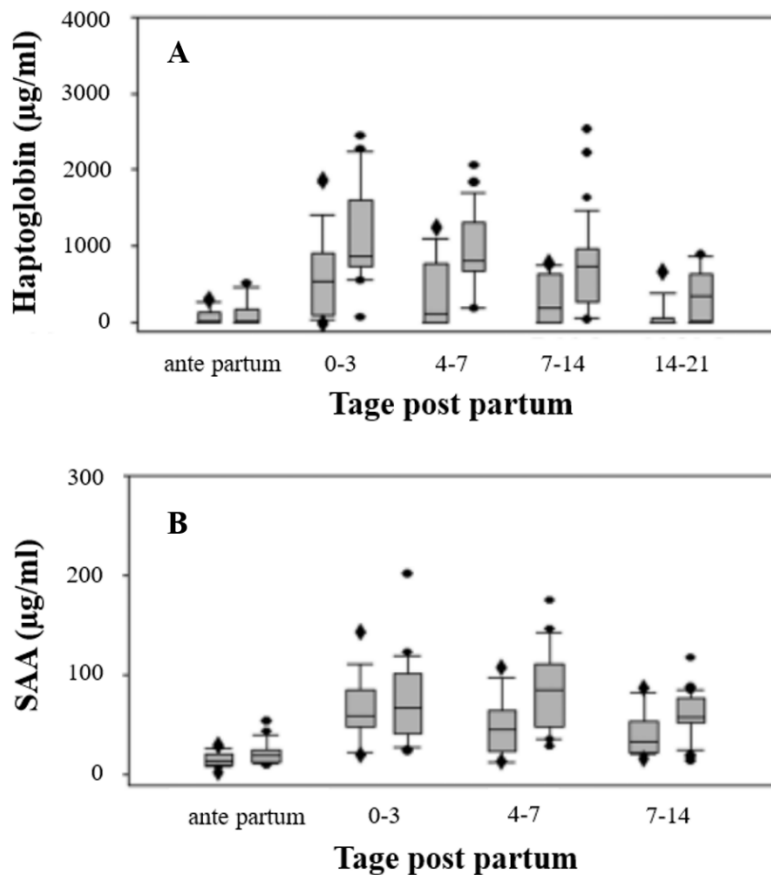 A
Haptoglobin (µg/ml)
4000
3000
2000
1000
0
ante partum 0-3 4-7 7-14 14-21
Tage post partum
B
SAA (µg/ml)
300
200
100
0
ante partum 0-3 4-7 7-14
Tage post partum